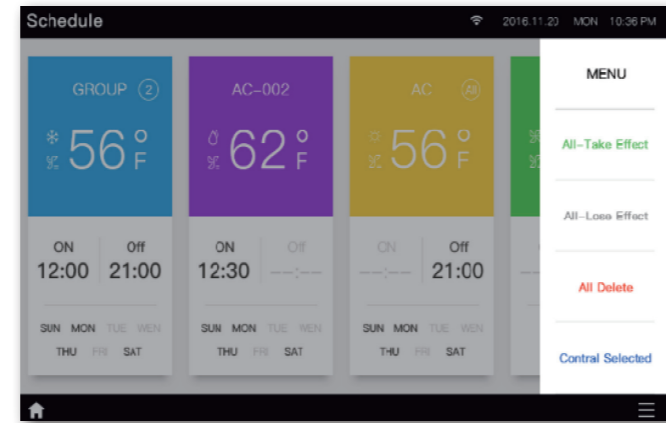 Schedule
2016.11.20 MON 10:36 PM
GROUP 2
56°F
ON Off
12:00 21:00
SUN MON TUE WEN
THU FRI SAT
AC-002
62°F
ON Off
12:30 --:--
SUN MON TUE WEN
THU FRI SAT
AC All
56°F
ON Off
--:-- 21:00
SUN MON TUE WEN
THU FRI SAT
MENU
All-Take Effect
All-Lose Effect
All Delete
Contral Selected